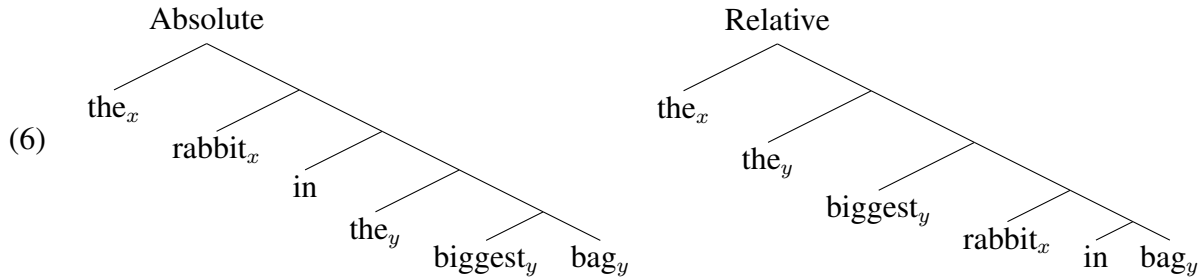 Absolute Relative
the_x the_x
(6) rabbit_x the_y
in biggest_y
the_y rabbit_x
biggest_y bag_y in bag_y